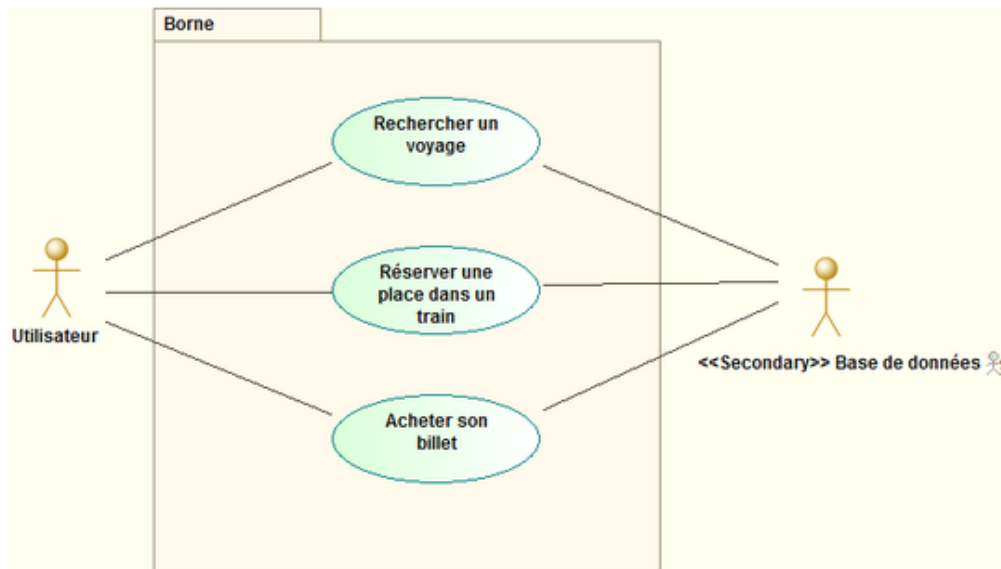 Borne
Rechercher un
voyage
Réserver une
place dans un
train
Utilisateur
<<Secondary>> Base de données
Acheter son
billet